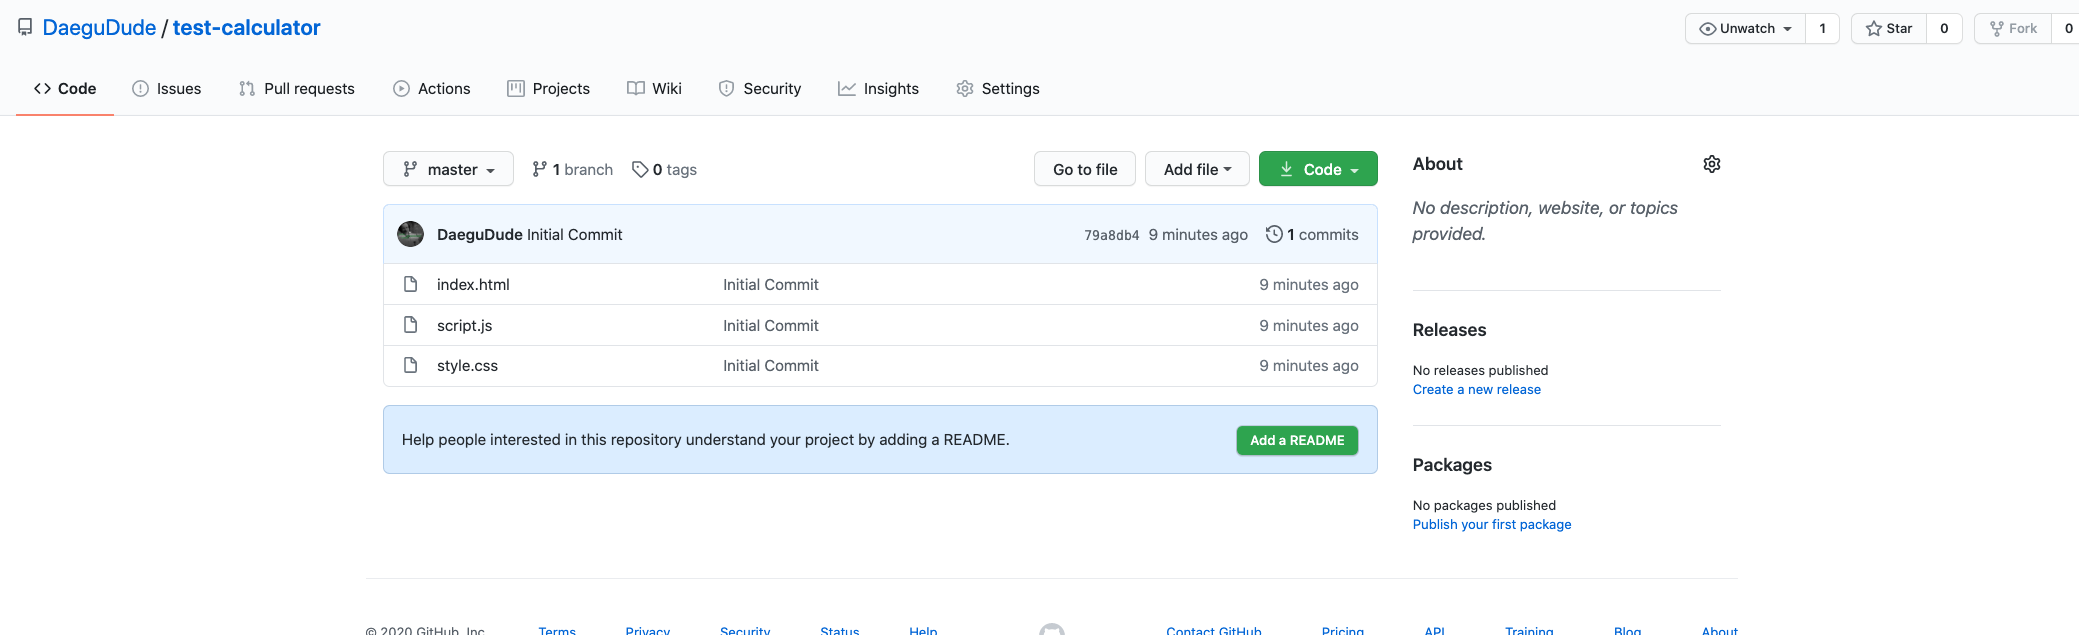 DaeguDude / test-calculator
Unwatch 1 Star 0 Fork 0
Code Issues Pull requests Actions Projects Wiki Security Insights Settings
master 1 branch 0 tags Go to file Add file Code
DaeguDude Initial Commit 79a8db4 9 minutes ago 1 commits
index.html Initial Commit 9 minutes ago
script.js Initial Commit 9 minutes ago
style.css Initial Commit 9 minutes ago
Help people interested in this repository understand your project by adding a README. Add a README
About
No description, website, or topics
provided.
Releases
No releases published
Create a new release
Packages
No packages published
Publish your first package
© 2020 GitHub, Inc. Terms Privacy Security Status Help Contact GitHub Pricing API Training Blog About